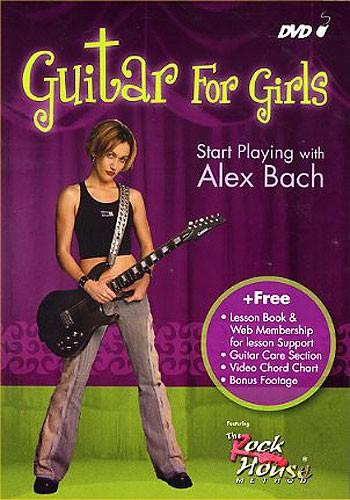 DVD
Guitar For Girls
Start Playing with
Alex Bach
+Free
• Lesson Book &
Web Membership
for lesson Support
• Guitar Care Section
• Video Chord Chart
• Bonus Footage
Featuring
The
Rock
House
METHOD